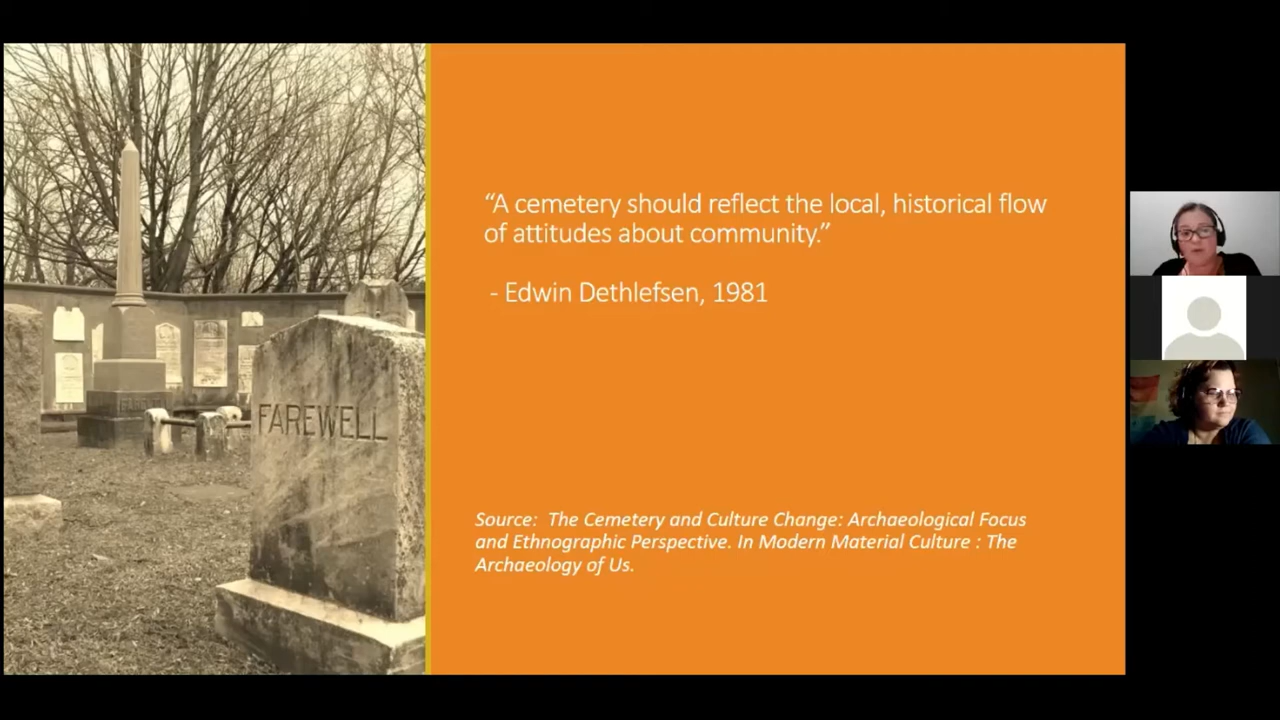 “A cemetery should reflect the local, historical flow
of attitudes about community.”
- Edwin Dethlefsen, 1981
FAREWELL
Source:  The Cemetery and Culture Change: Archaeological Focus
and Ethnographic Perspective. In Modern Material Culture : The
Archaeology of Us.